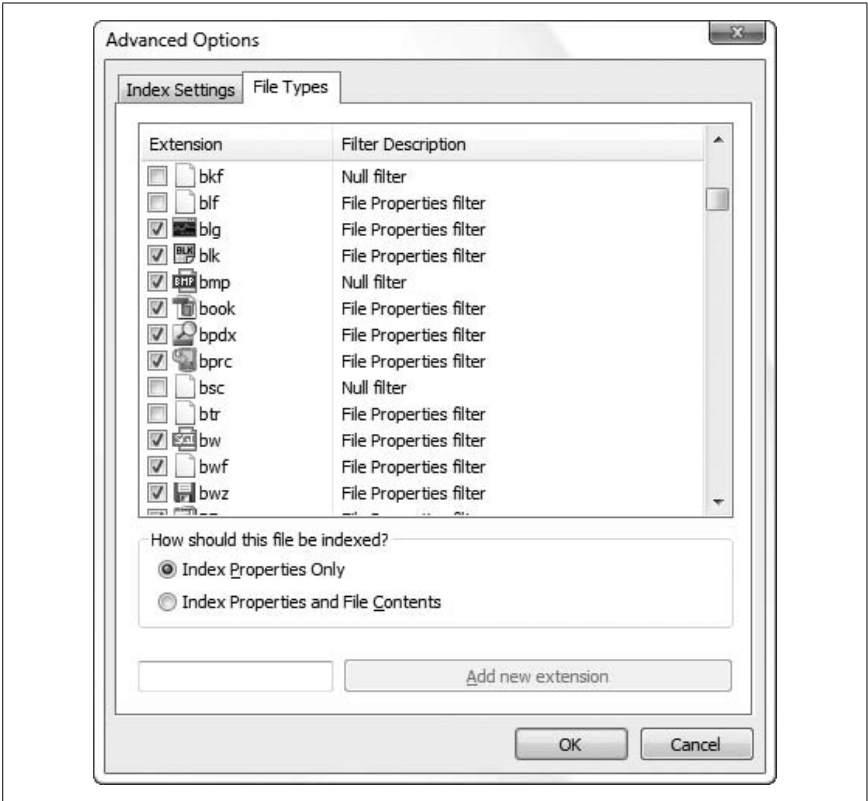 Advanced Options
Index Settings File Types
Extension Filter Description
bkf Null filter
blf File Properties filter
blg File Properties filter
BLK blk File Properties filter
BMP bmp Null filter
book File Properties filter
bpdx File Properties filter
bprc File Properties filter
bsc Null filter
btr File Properties filter
SGI bw File Properties filter
bwf File Properties filter
bwz File Properties filter
How should this file be indexed?
Index Properties Only
Index Properties and File Contents
Add new extension
OK Cancel